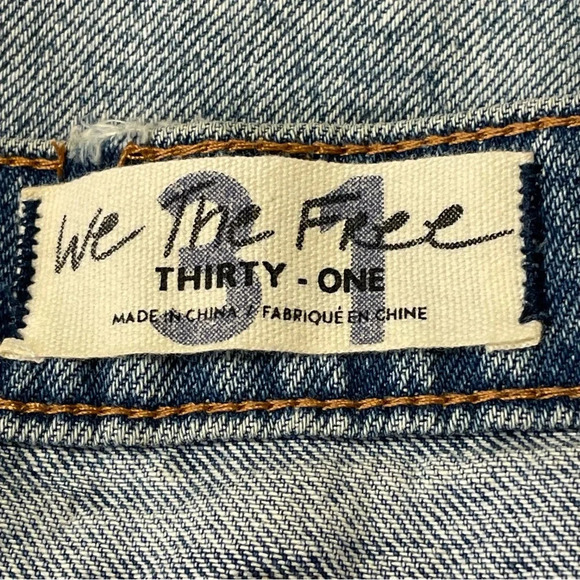 31
We The Free
THIRTY - ONE
MADE IN CHINA / FABRIQUÉ EN CHINE